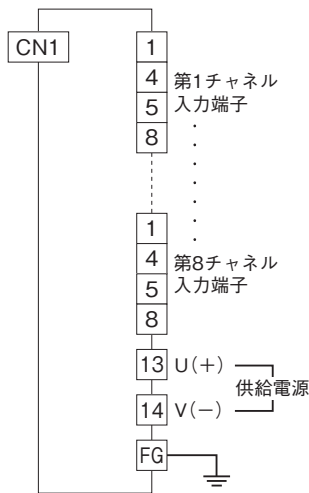 CN1
1
4
5
8
第1チャネル
入力端子
1
4
5
8
第8チャネル
入力端子
13 U(+)
供給電源
14 V(−)
FG